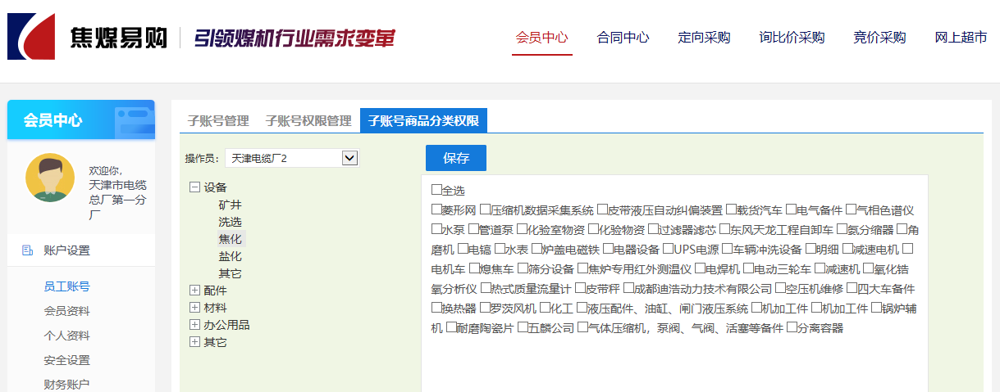 焦煤易购
引领煤机行业需求变革
会员中心 合同中心 定向采购 询比价采购 竞价采购 网上超市
会员中心
欢迎你，
天津市电缆
总厂第一分
厂
账户设置
员工账号
会员资料
个人资料
安全设置
财务账户
子账号管理 子账号权限管理 子账号商品分类权限
操作员： 天津电缆厂2
保存
设备
矿井
洗选
焦化
盐化
其它
配件
材料
办公用品
其它
全选
菱形网 压缩机数据采集系统 皮带液压自动纠偏装置 载货汽车 电气备件 气相色谱仪
水泵 管道泵 化验室物资 化验物资 过滤器滤芯 东风天龙工程自卸车 氨分缩器 角
磨机 电镐 水表 炉盖电磁铁 电器设备 UPS电源 车辆冲洗设备 明细 减速电机
电机车 熄焦车 筛分设备 焦炉专用红外测温仪 电焊机 电动三轮车 减速机 氧化锆
氧分析仪 热式质量流量计 皮带秤 成都迪浩动力技术有限公司 空压机维修 四大车备件
换热器 罗茨风机 化工 液压配件、油缸、闸门液压系统 机加工件 机加工件 锅炉辅
机 耐磨陶瓷片 五麟公司 气体压缩机，泵阀、气阀、活塞等备件 分离容器